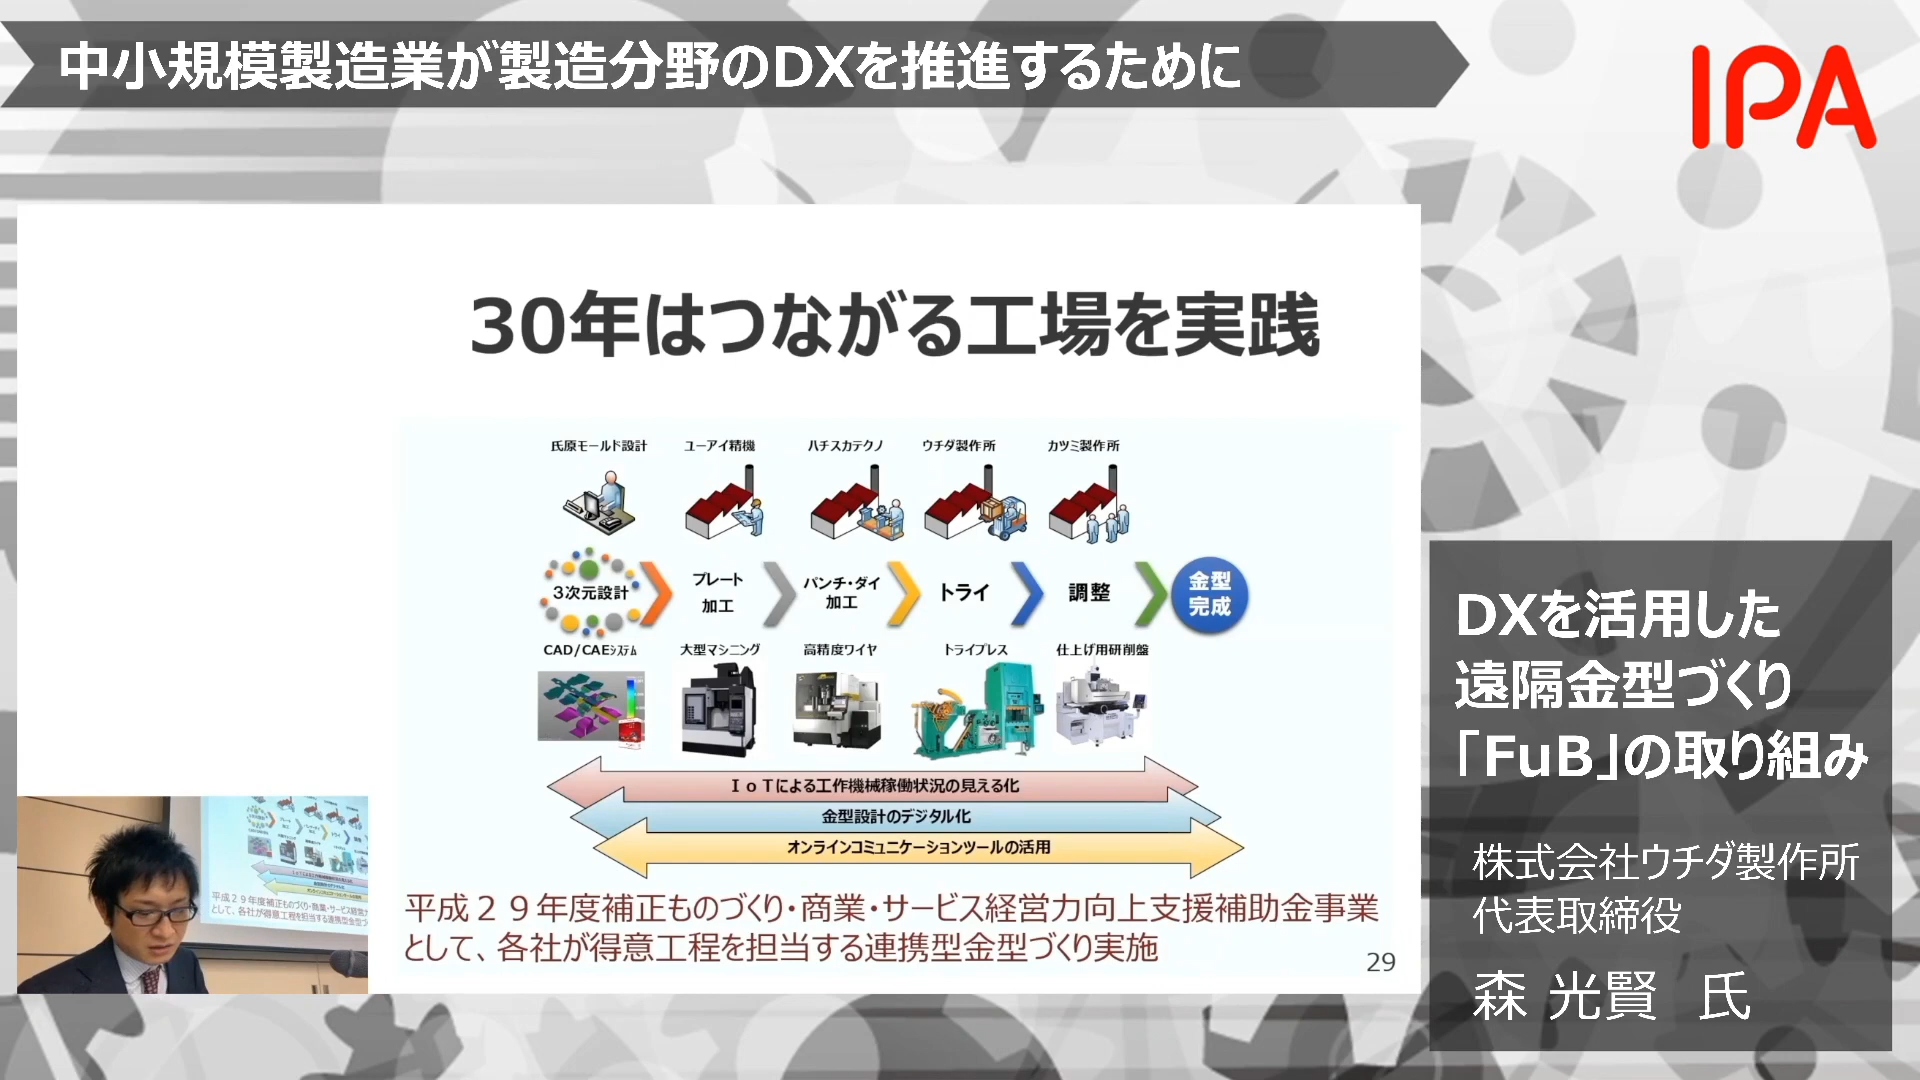 中小規模製造業が製造分野のDXを推進するために
IPA
30年はつながる工場を実践
氏原モールド設計 ユーアイ精機 ハチスカテクノ ウチダ製作所 カツミ製作所
3次元設計 プレート加工 パンチ・ダイ加工 トライ 調整 金型完成
CAD/CAEシステム 大型マシニング 高精度ワイヤ トライプレス 仕上げ用研削盤
IoTによる工作機械稼働状況の見える化
金型設計のデジタル化
オンラインコミュニケーションツールの活用
平成29年度補正ものづくり・商業・サービス経営力向上支援補助金事業
として、各社が得意工程を担当する連携型金型づくり実施
29
DXを活用した
遠隔金型づくり
「FuB」の取り組み
株式会社ウチダ製作所
代表取締役
森 光賢 氏